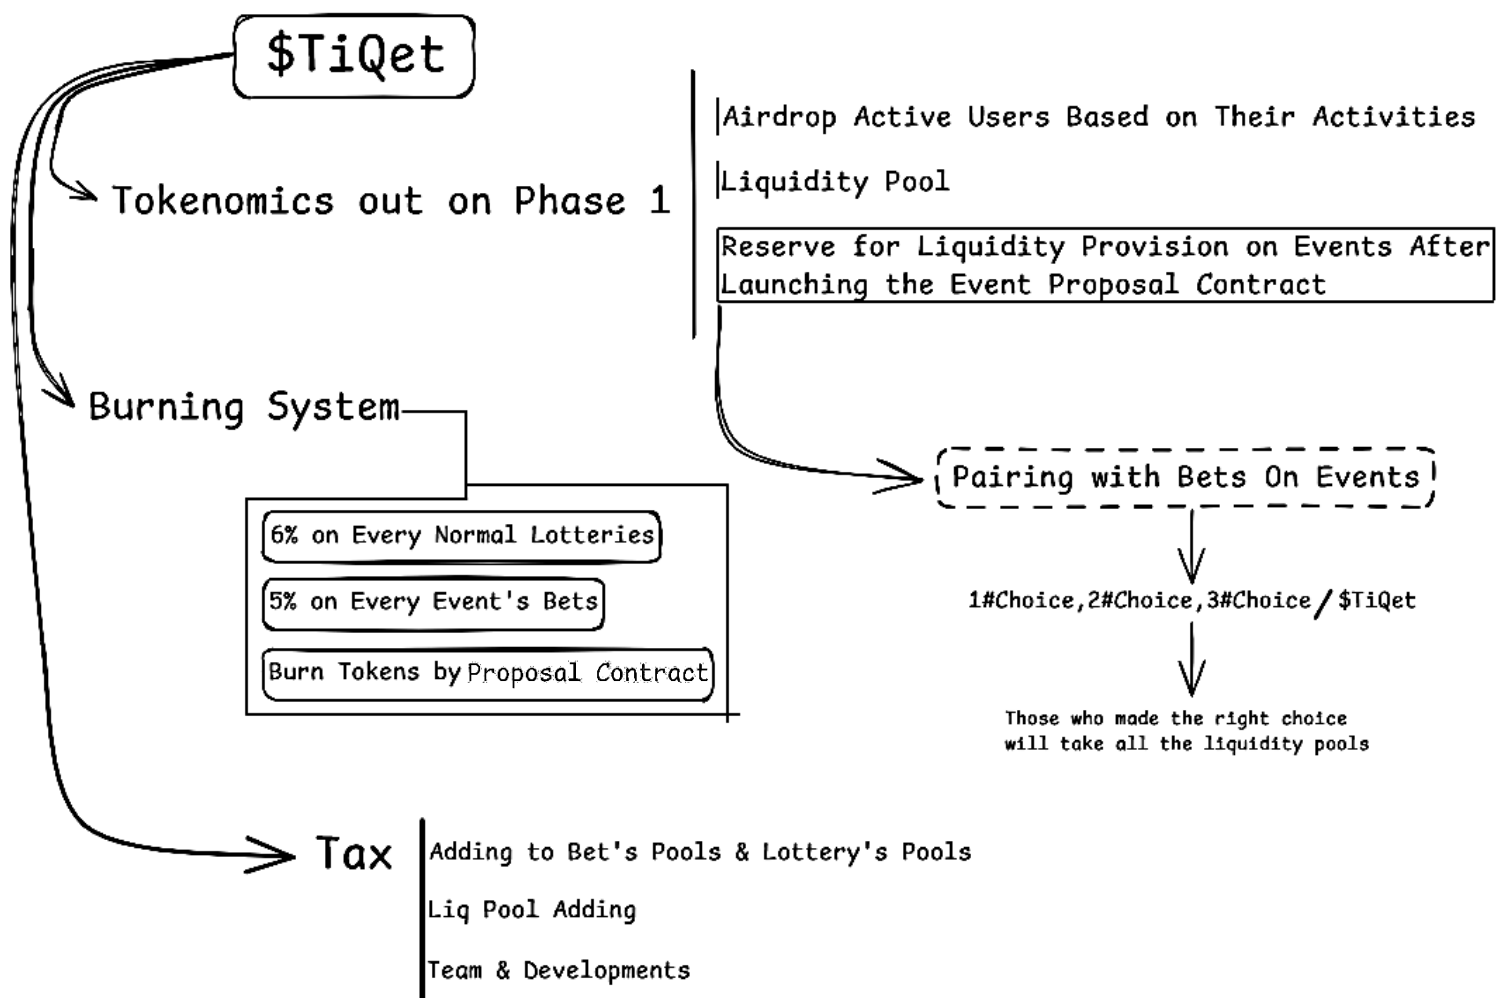 $TiQet
Tokenomics out on Phase 1
Airdrop Active Users Based on Their Activities
Liquidity Pool
Reserve for Liquidity Provision on Events After
Launching the Event Proposal Contract
Pairing with Bets On Events
1#Choice,2#Choice,3#Choice/$TiQet
Those who made the right choice
will take all the liquidity pools
Burning System
6% on Every Normal Lotteries
5% on Every Event's Bets
Burn Tokens by Proposal Contract
Tax
Adding to Bet's Pools & Lottery's Pools
Liq Pool Adding
Team & Developments